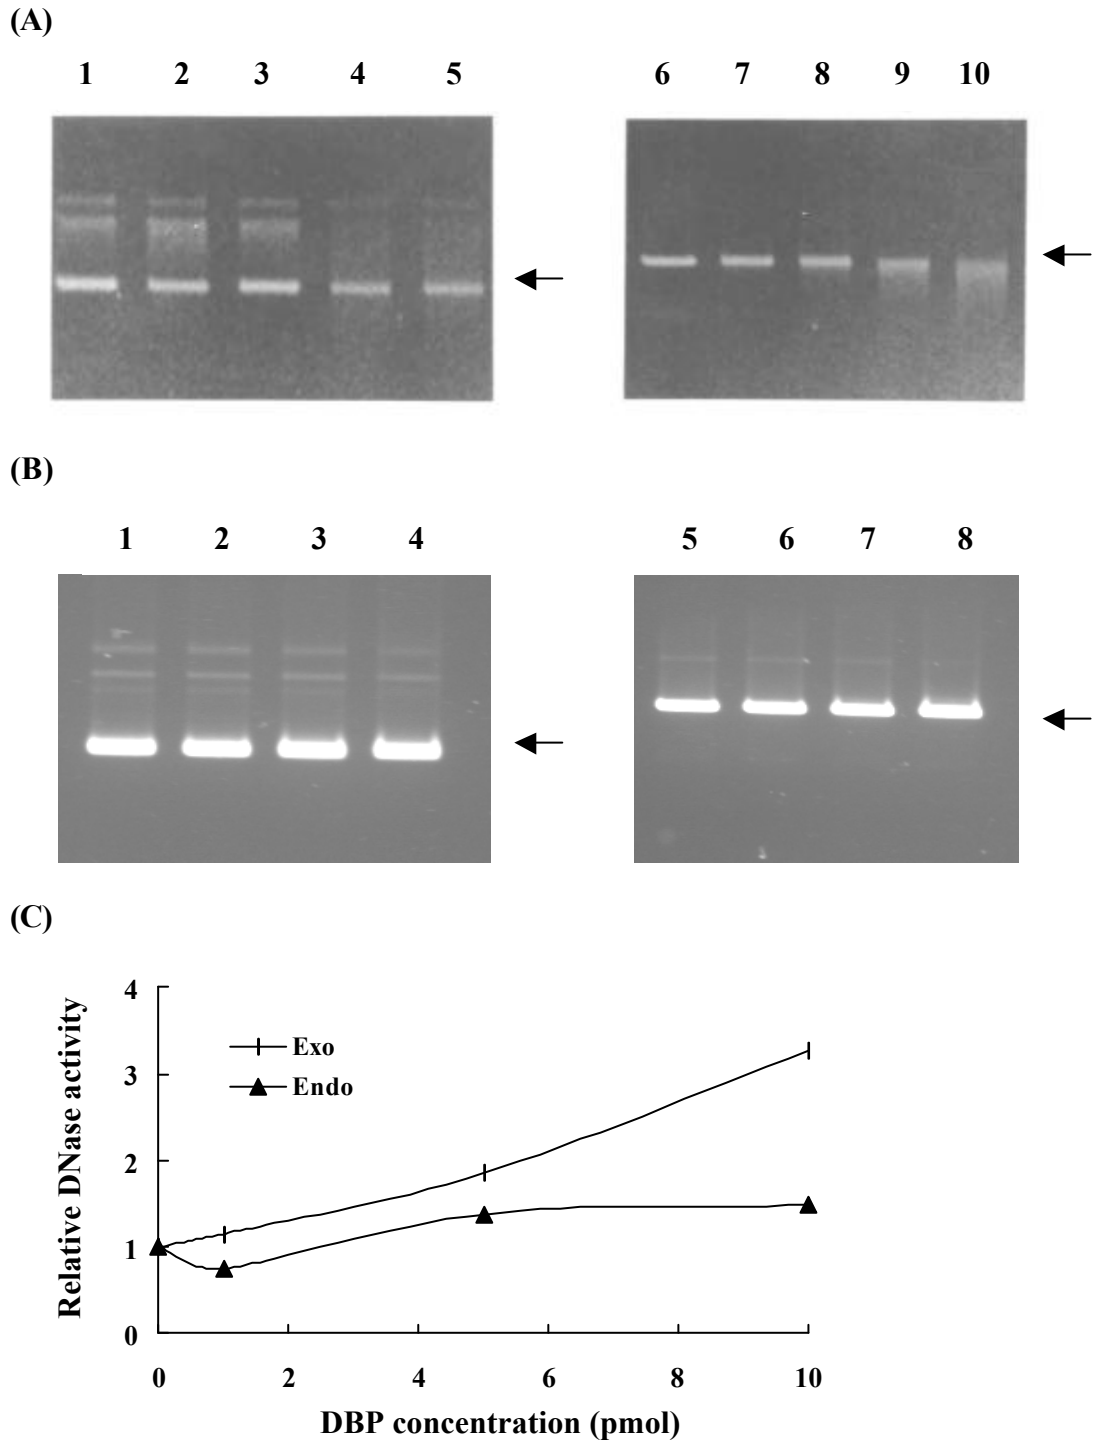 (A)
1 2 3 4 5 6 7 8 9 10
(B)
1 2 3 4 5 6 7 8
(C)
4
3
2
1
0
Relative DNase activity
Exo
Endo
0 2 4 6 8 10
DBP concentration (pmol)